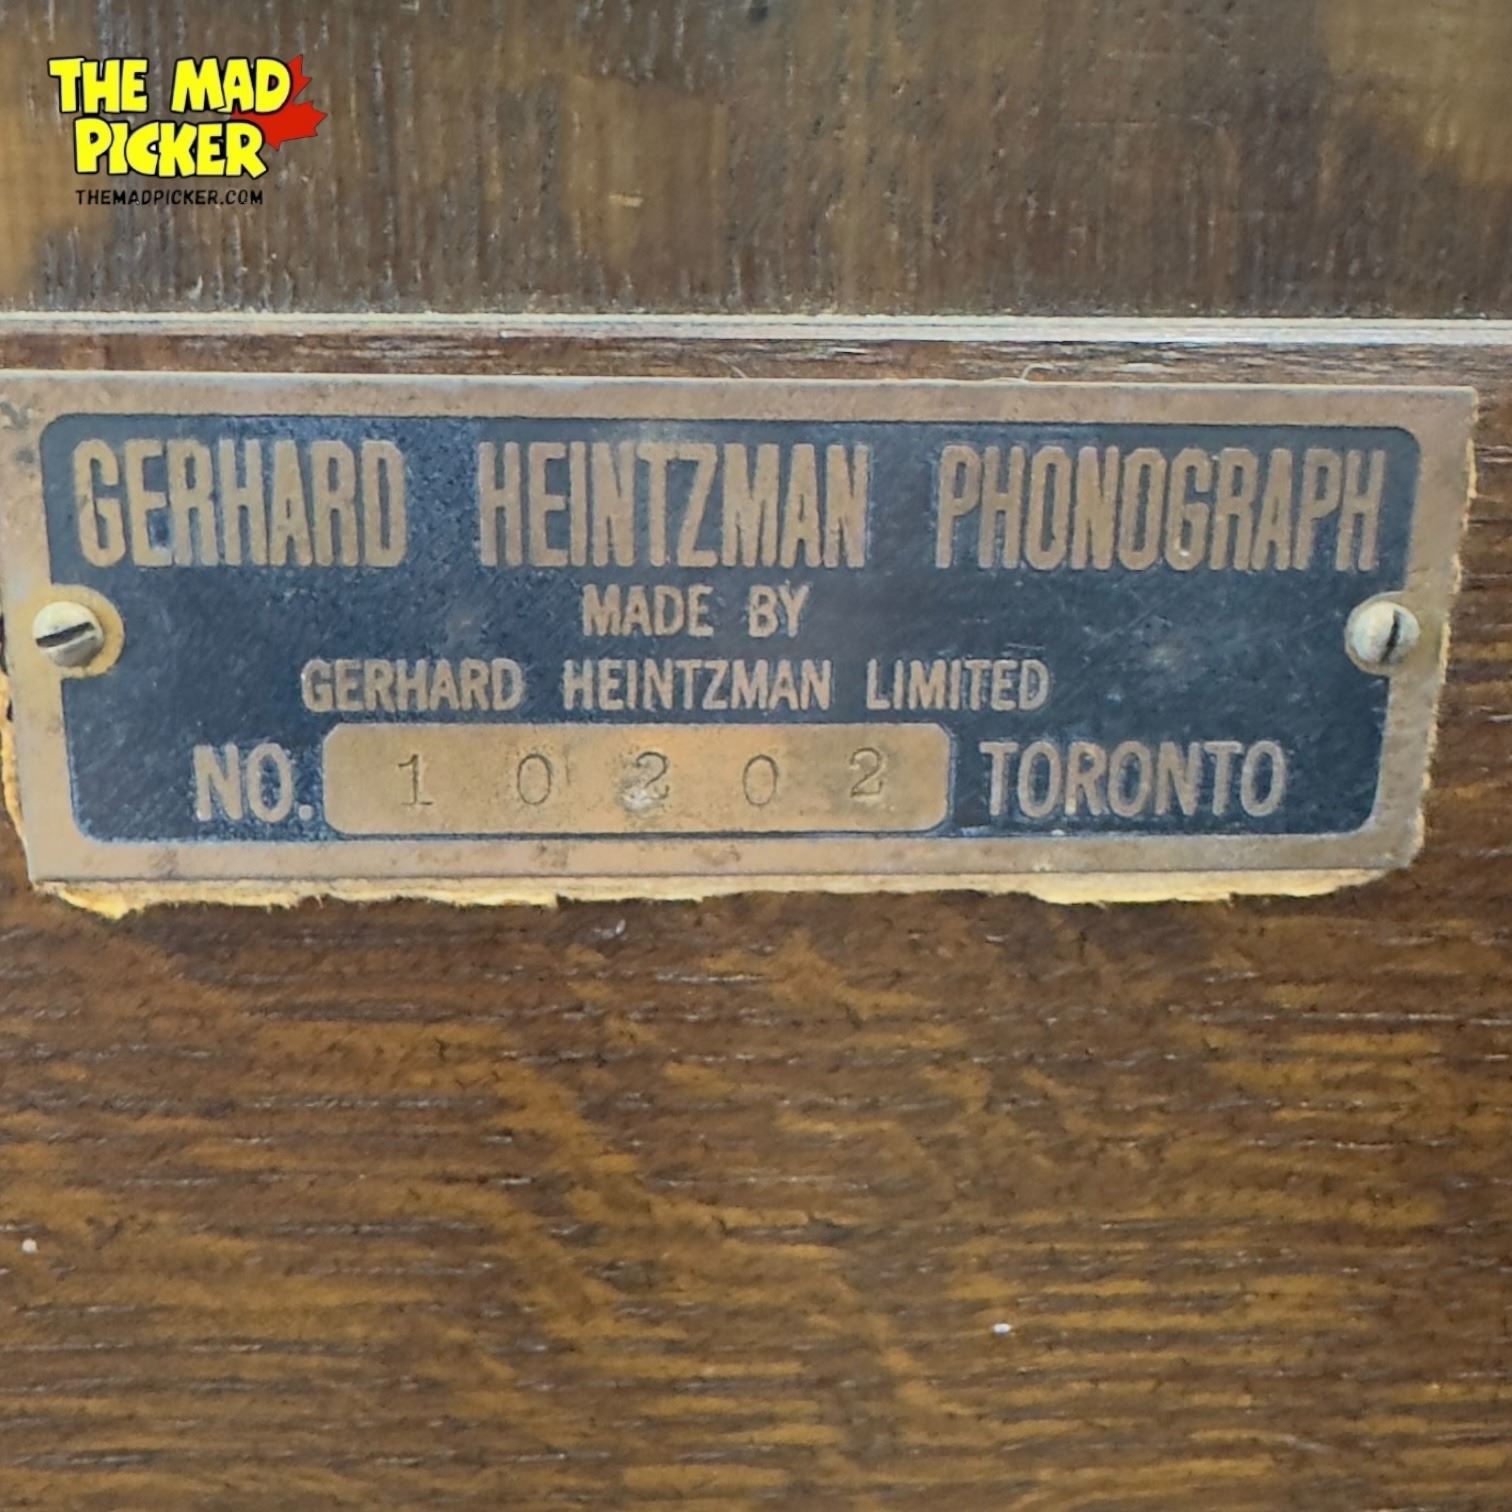 THE MAD
PICKER
THEMADPICKER.COM
GERHARD HEINTZMAN PHONOGRAPH
MADE BY
GERHARD HEINTZMAN LIMITED
NO. 10202 TORONTO